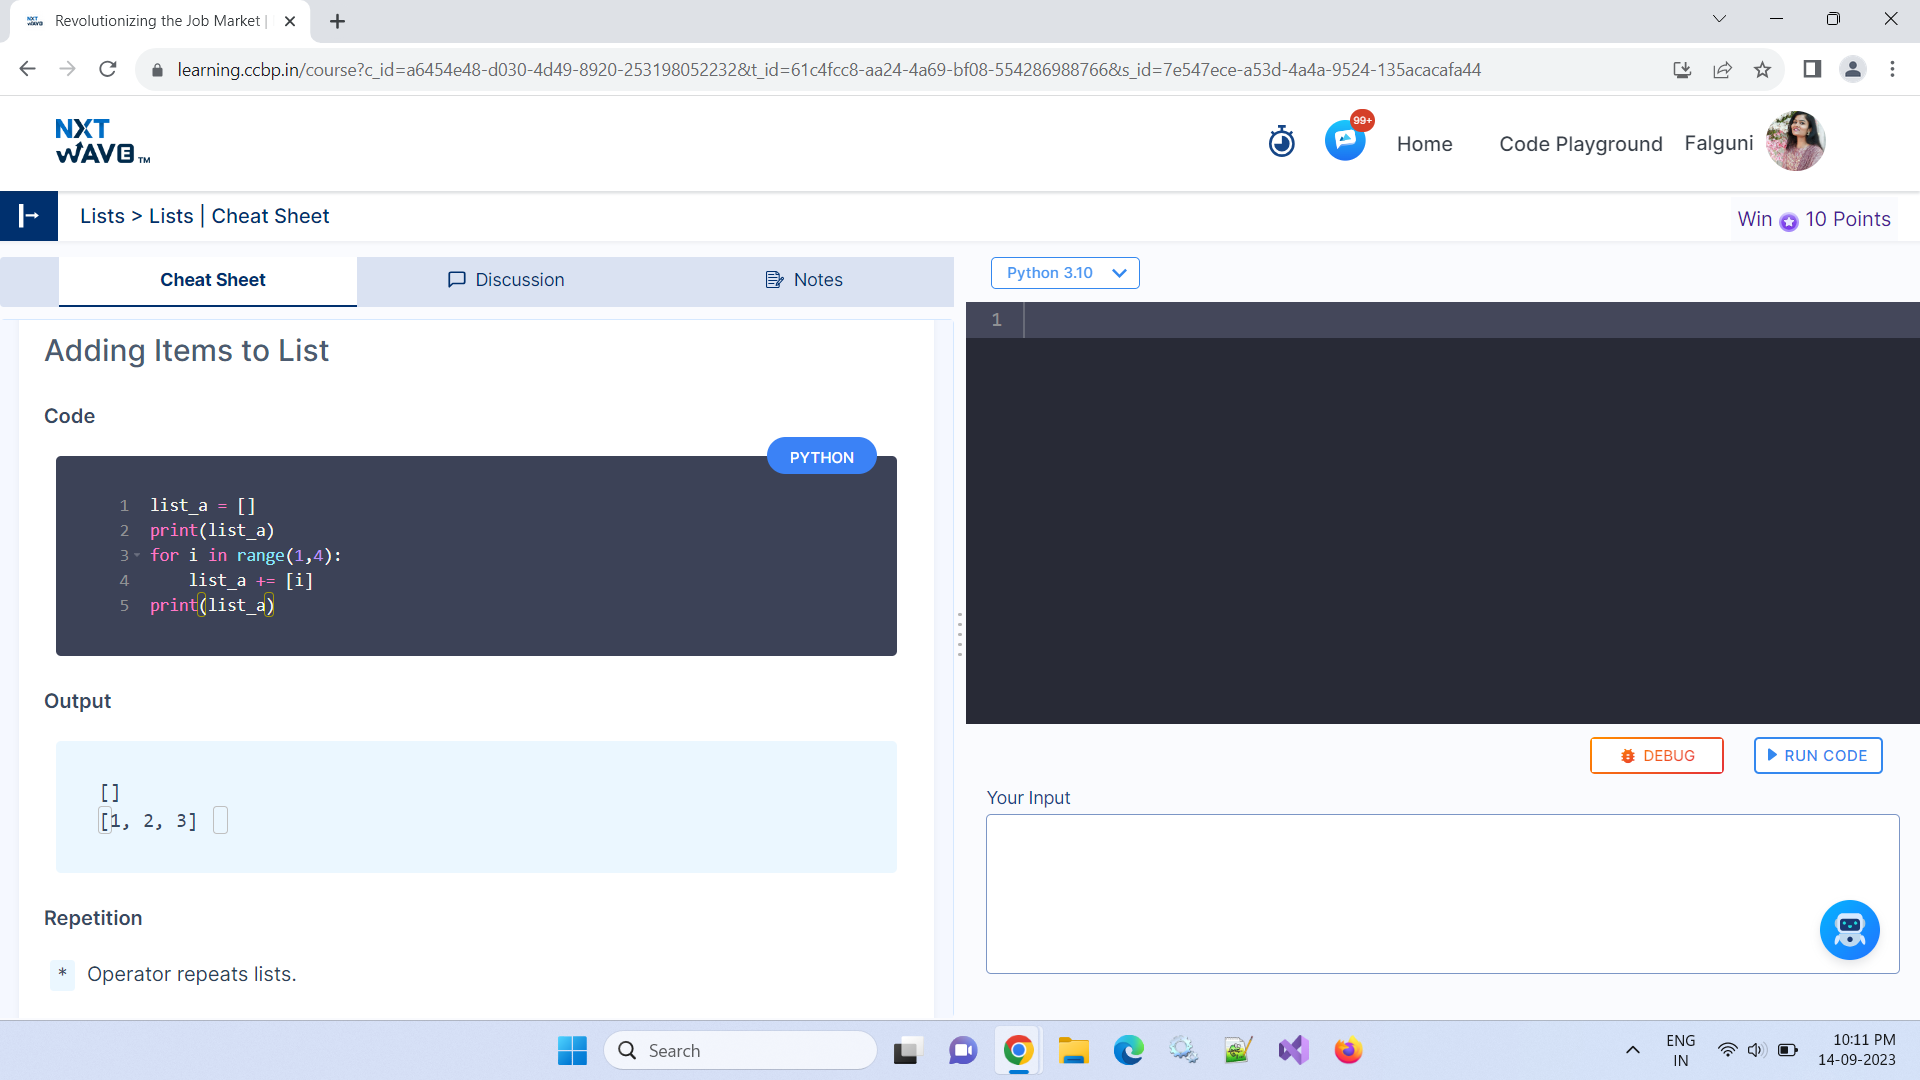 NXT WAVE
Revolutionizing the Job Market |
learning.ccbp.in/course?c_id=a6454e48-d030-4d49-8920-253198052232&t_id=61c4fcc8-aa24-4a69-bf08-554286988766&s_id=7e547ece-a53d-4a4a-9524-135acacafa44
NXT
WAVE TM
99+
Home
Code Playground
Falguni
Lists > Lists | Cheat Sheet
Win 10 Points
Cheat Sheet
Discussion
Notes
Python 3.10
Adding Items to List
Code
PYTHON
1 list_a = []
2 print(list_a)
3 for i in range(1,4):
4 list_a += [i]
5 print(list_a)
Output
[]
[1, 2, 3]
Repetition
* Operator repeats lists.
1
DEBUG
RUN CODE
Your Input
Search
ENG
IN
10:11 PM
14-09-2023